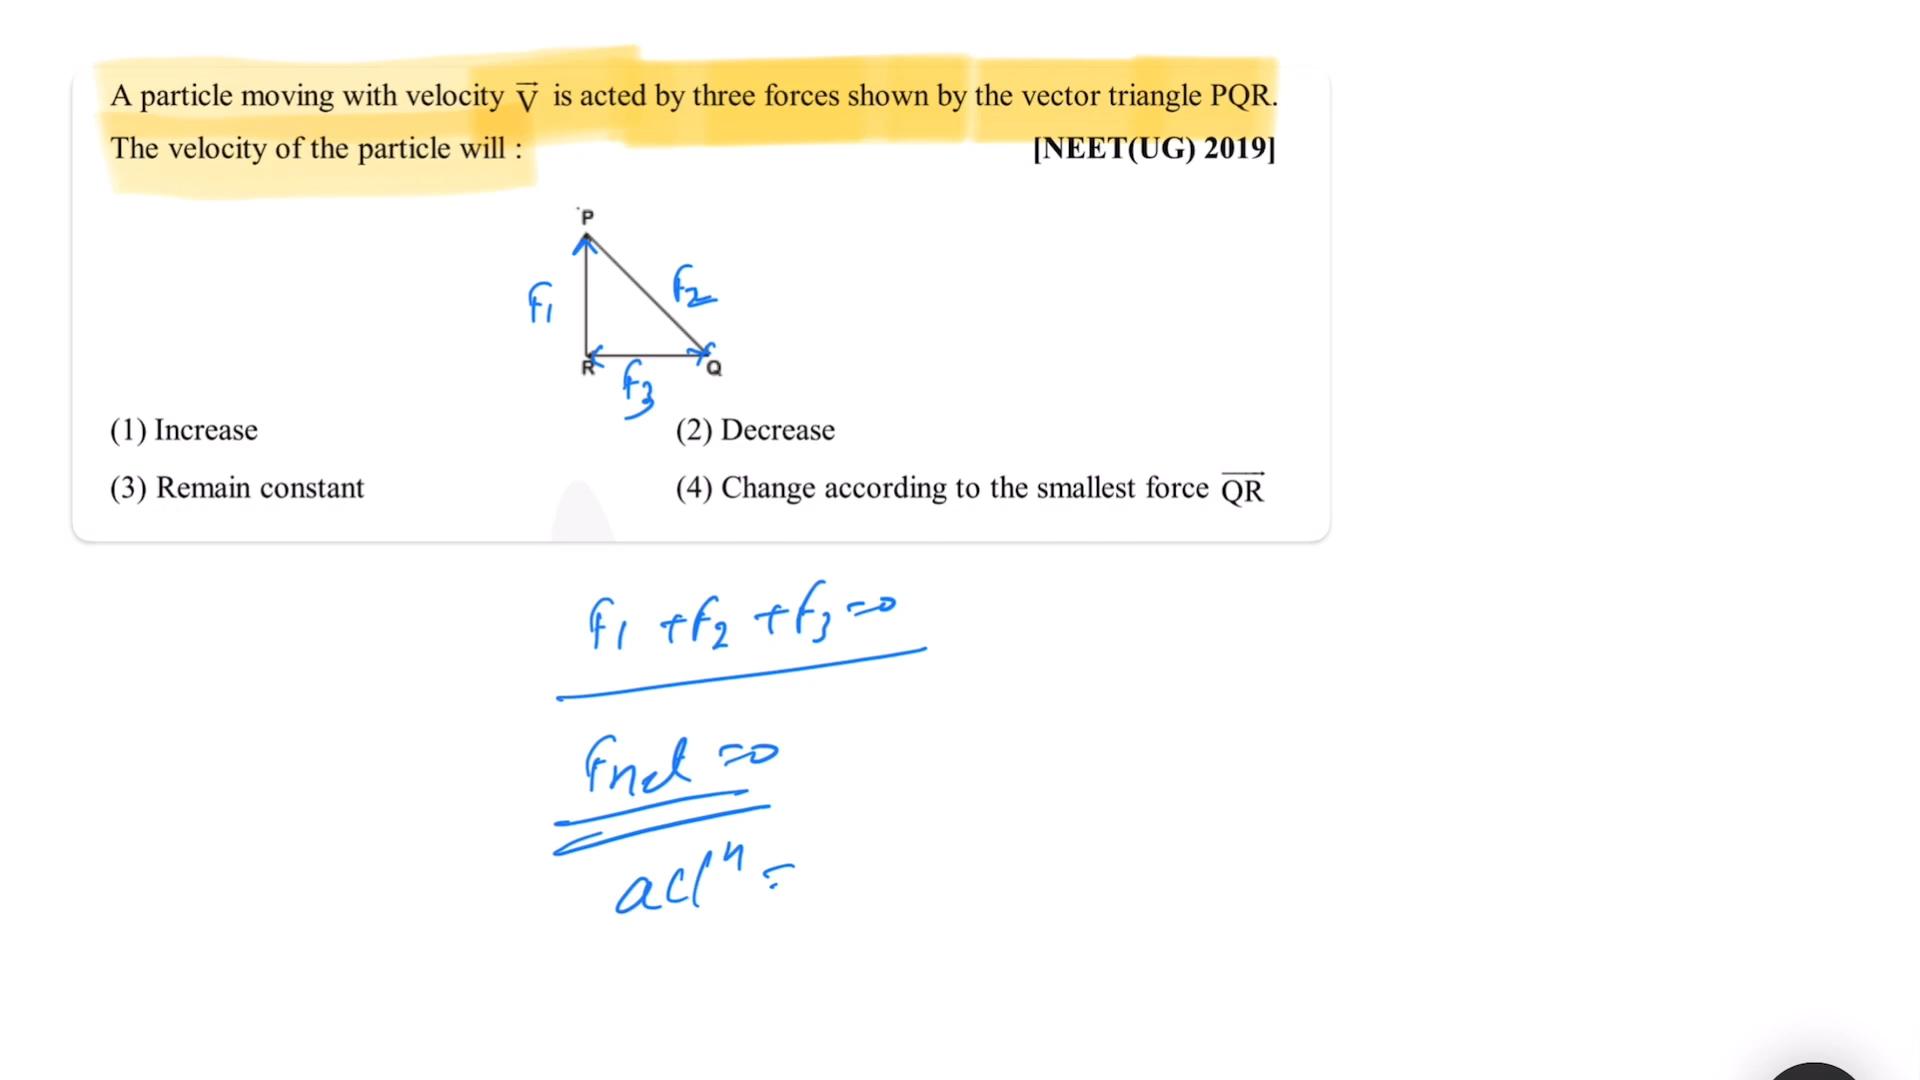 A particle moving with velocity V⃗ is acted by three forces shown by the vector triangle PQR.
The velocity of the particle will : [NEET(UG) 2019]
P
F1
F2
R
Q
F3
(1) Increase (2) Decrease
(3) Remain constant (4) Change according to the smallest force Q⃗R⃗
F1 + F2 + F3 = 0
Fnet = 0
aclⁿ =